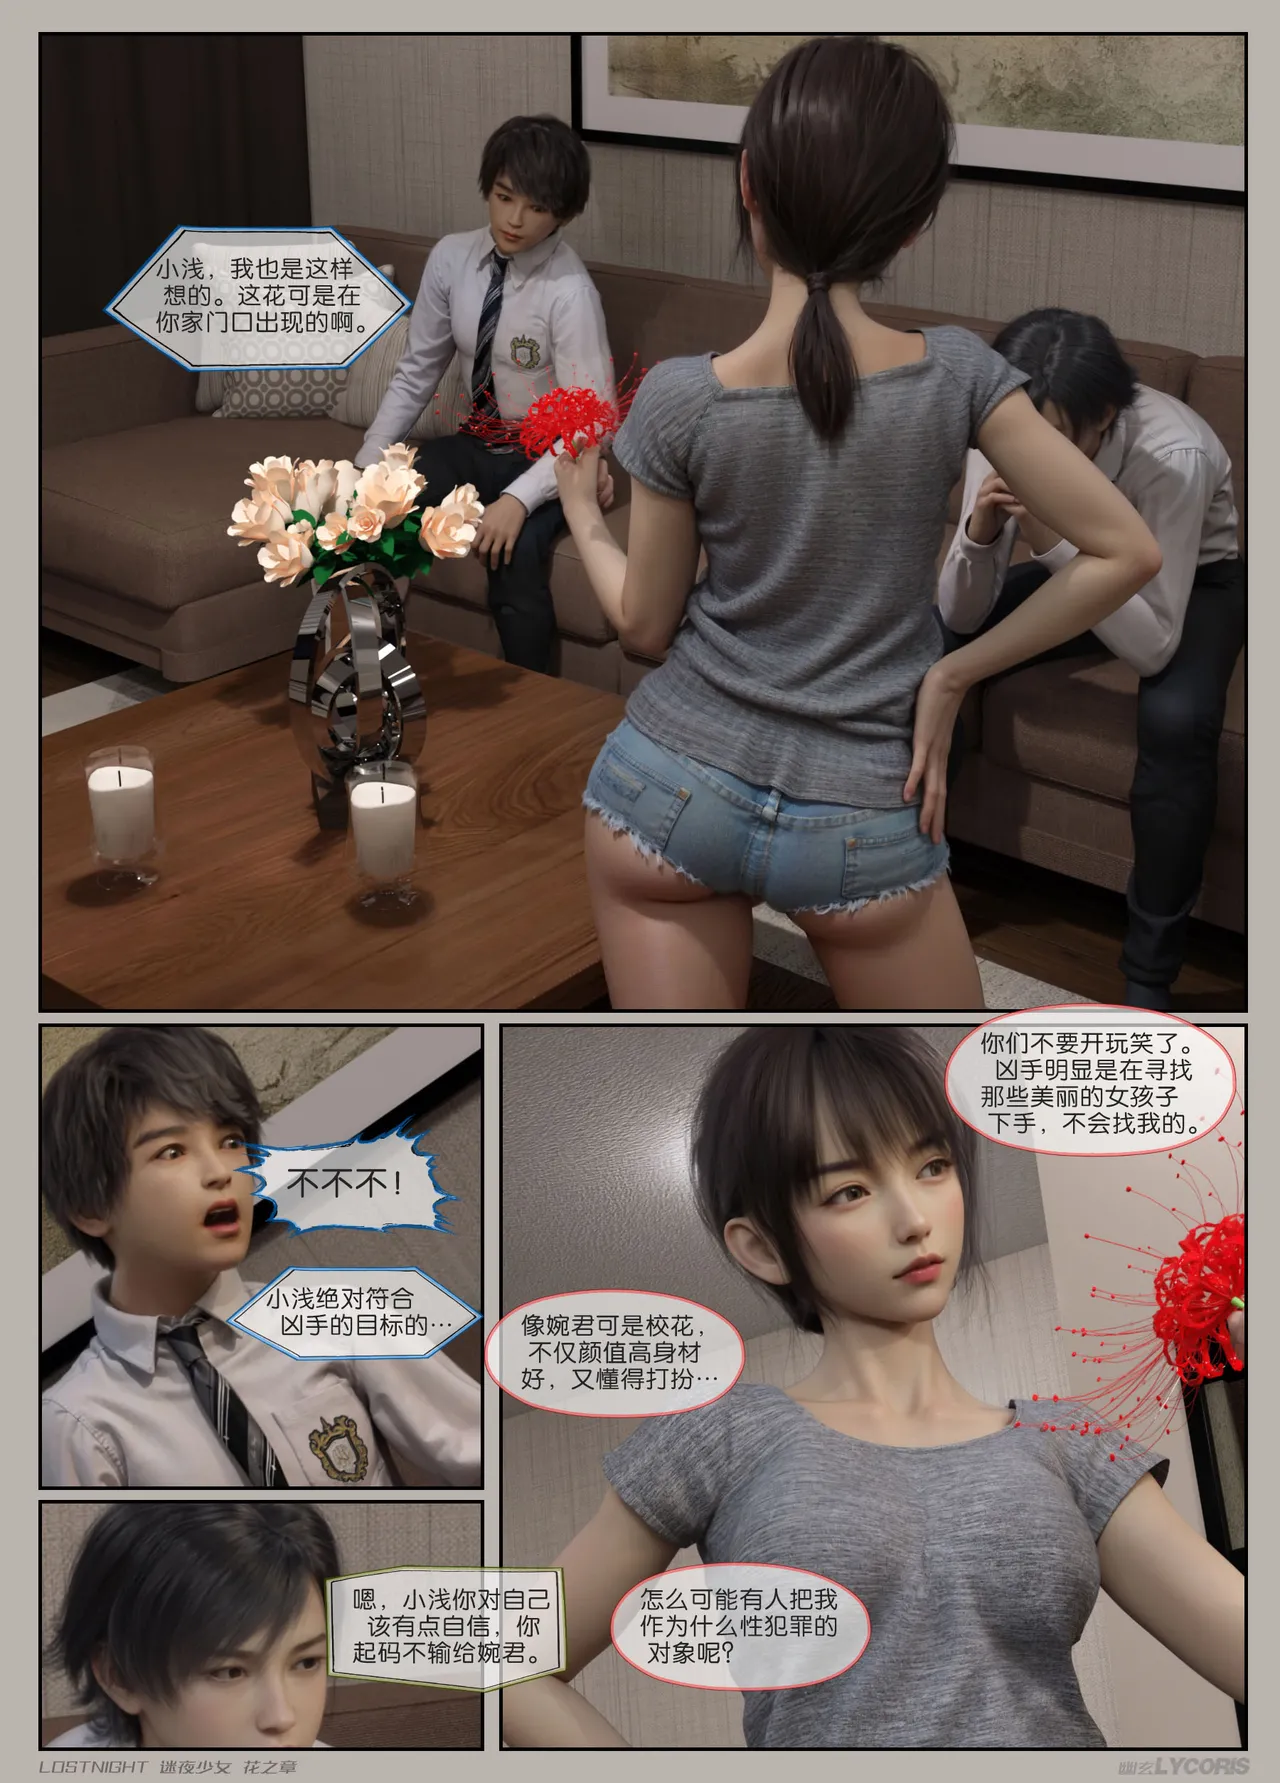 小浅，我也是这样
想的。这花可是在
你家门口出现的啊。
不不不！
小浅绝对符合
凶手的目标的…
你们不要开玩笑了。
凶手明显是在寻找
那些美丽的女孩子
下手，不会找我的。
像婉君可是校花，
不仅颜值高身材
好，又懂得打扮…
怎么可能有人把我
作为什么性犯罪的
对象呢？
嗯，小浅你对自己
该有点自信，你
起码不输给婉君。
LOSTNIGHT 迷夜少女 花之章
幽玄LYCORIS